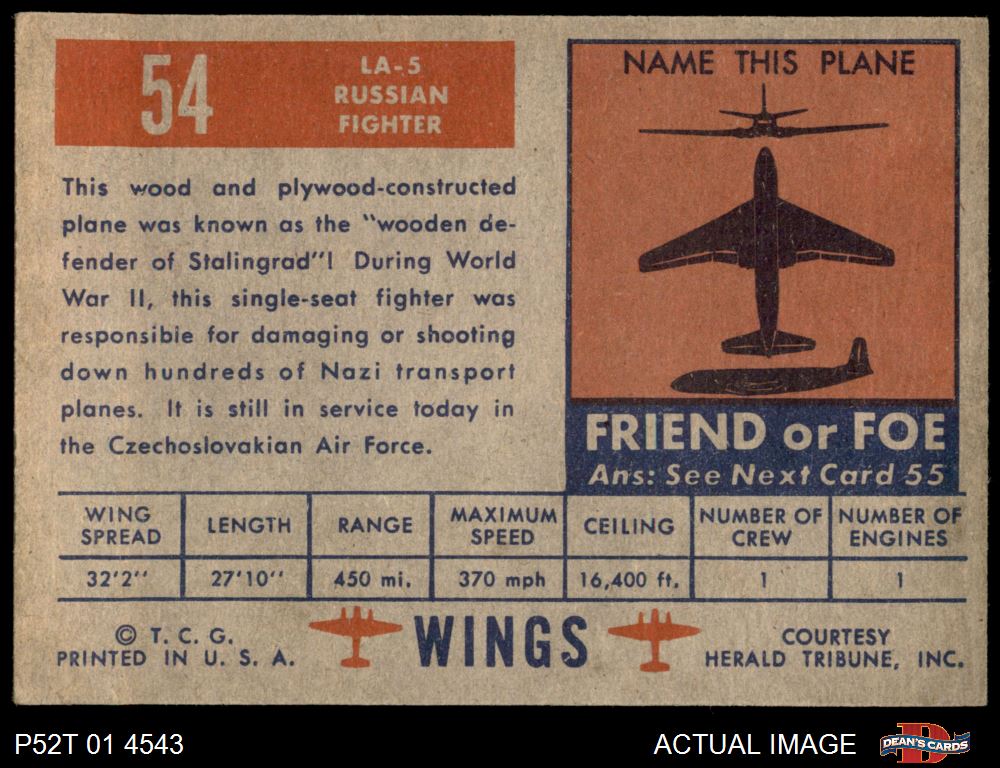 54
LA-5
RUSSIAN
FIGHTER
This wood and plywood-constructed
plane was known as the "wooden de-
fender of Stalingrad"! During World
War II, this single-seat fighter was
responsible for damaging or shooting
down hundreds of Nazi transport
planes. It is still in service today in
the Czechoslovakian Air Force.
NAME THIS PLANE
FRIEND or FOE
Ans: See Next Card 55
WING SPREAD LENGTH RANGE MAXIMUM SPEED CEILING NUMBER OF CREW NUMBER OF ENGINES
32'2'' 27'10'' 450 mi. 370 mph 16,400 ft. 1 1
© T. C. G.
PRINTED IN U. S. A.
WINGS
COURTESY
HERALD TRIBUNE, INC.
P52T 01 4543
ACTUAL IMAGE
D
DEAN'S CARDS